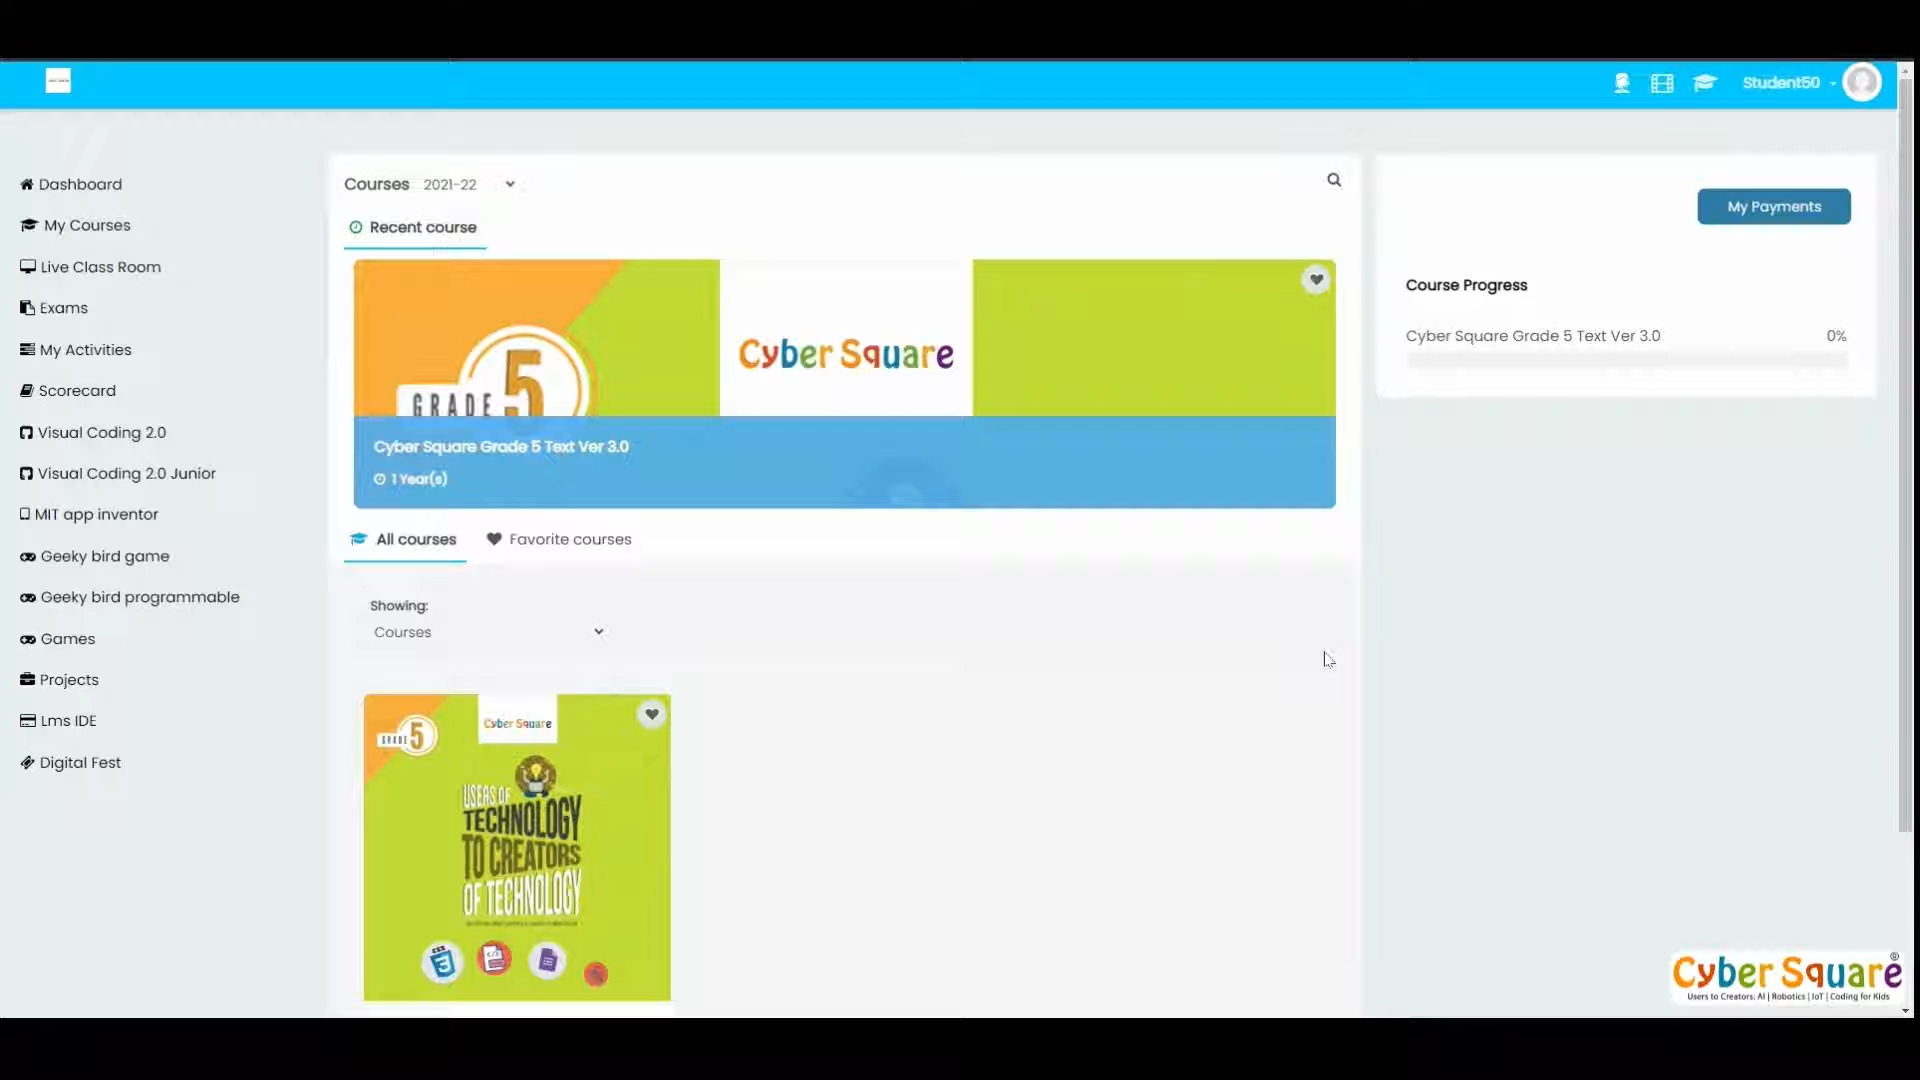 Student50
Dashboard
My Courses
Live Class Room
Exams
My Activities
Scorecard
Visual Coding 2.0
Visual Coding 2.0 Junior
MIT app inventor
Geeky bird game
Geeky bird programmable
Games
Projects
Lms IDE
Digital Fest
Courses 2021-22
Recent course
GRADE 5
Cyber Square
Cyber Square Grade 5 Text Ver 3.0
1 Year(s)
All courses Favorite courses
Showing:
Courses
GRADE 5
Cyber Square
USERS OF
TECHNOLOGY
TO CREATORS
OF TECHNOLOGY
My Payments
Course Progress
Cyber Square Grade 5 Text Ver 3.0 0%
Cyber Square®
Users to Creators: AI | Robotics | IoT | Coding for Kids